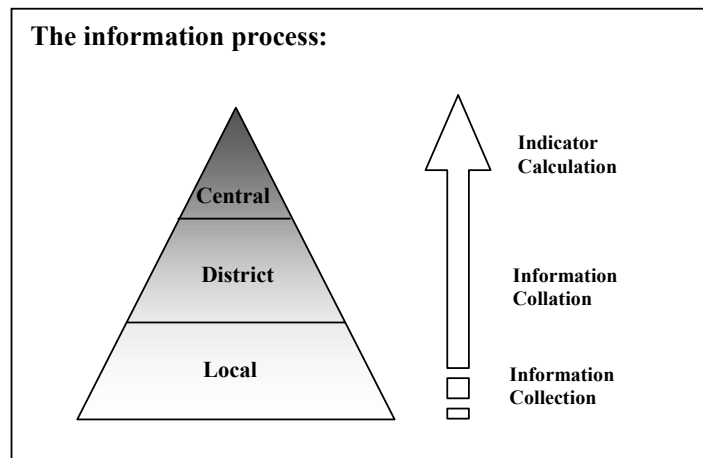 The information process:
Central
District
Local
Indicator
Calculation
Information
Collation
Information
Collection